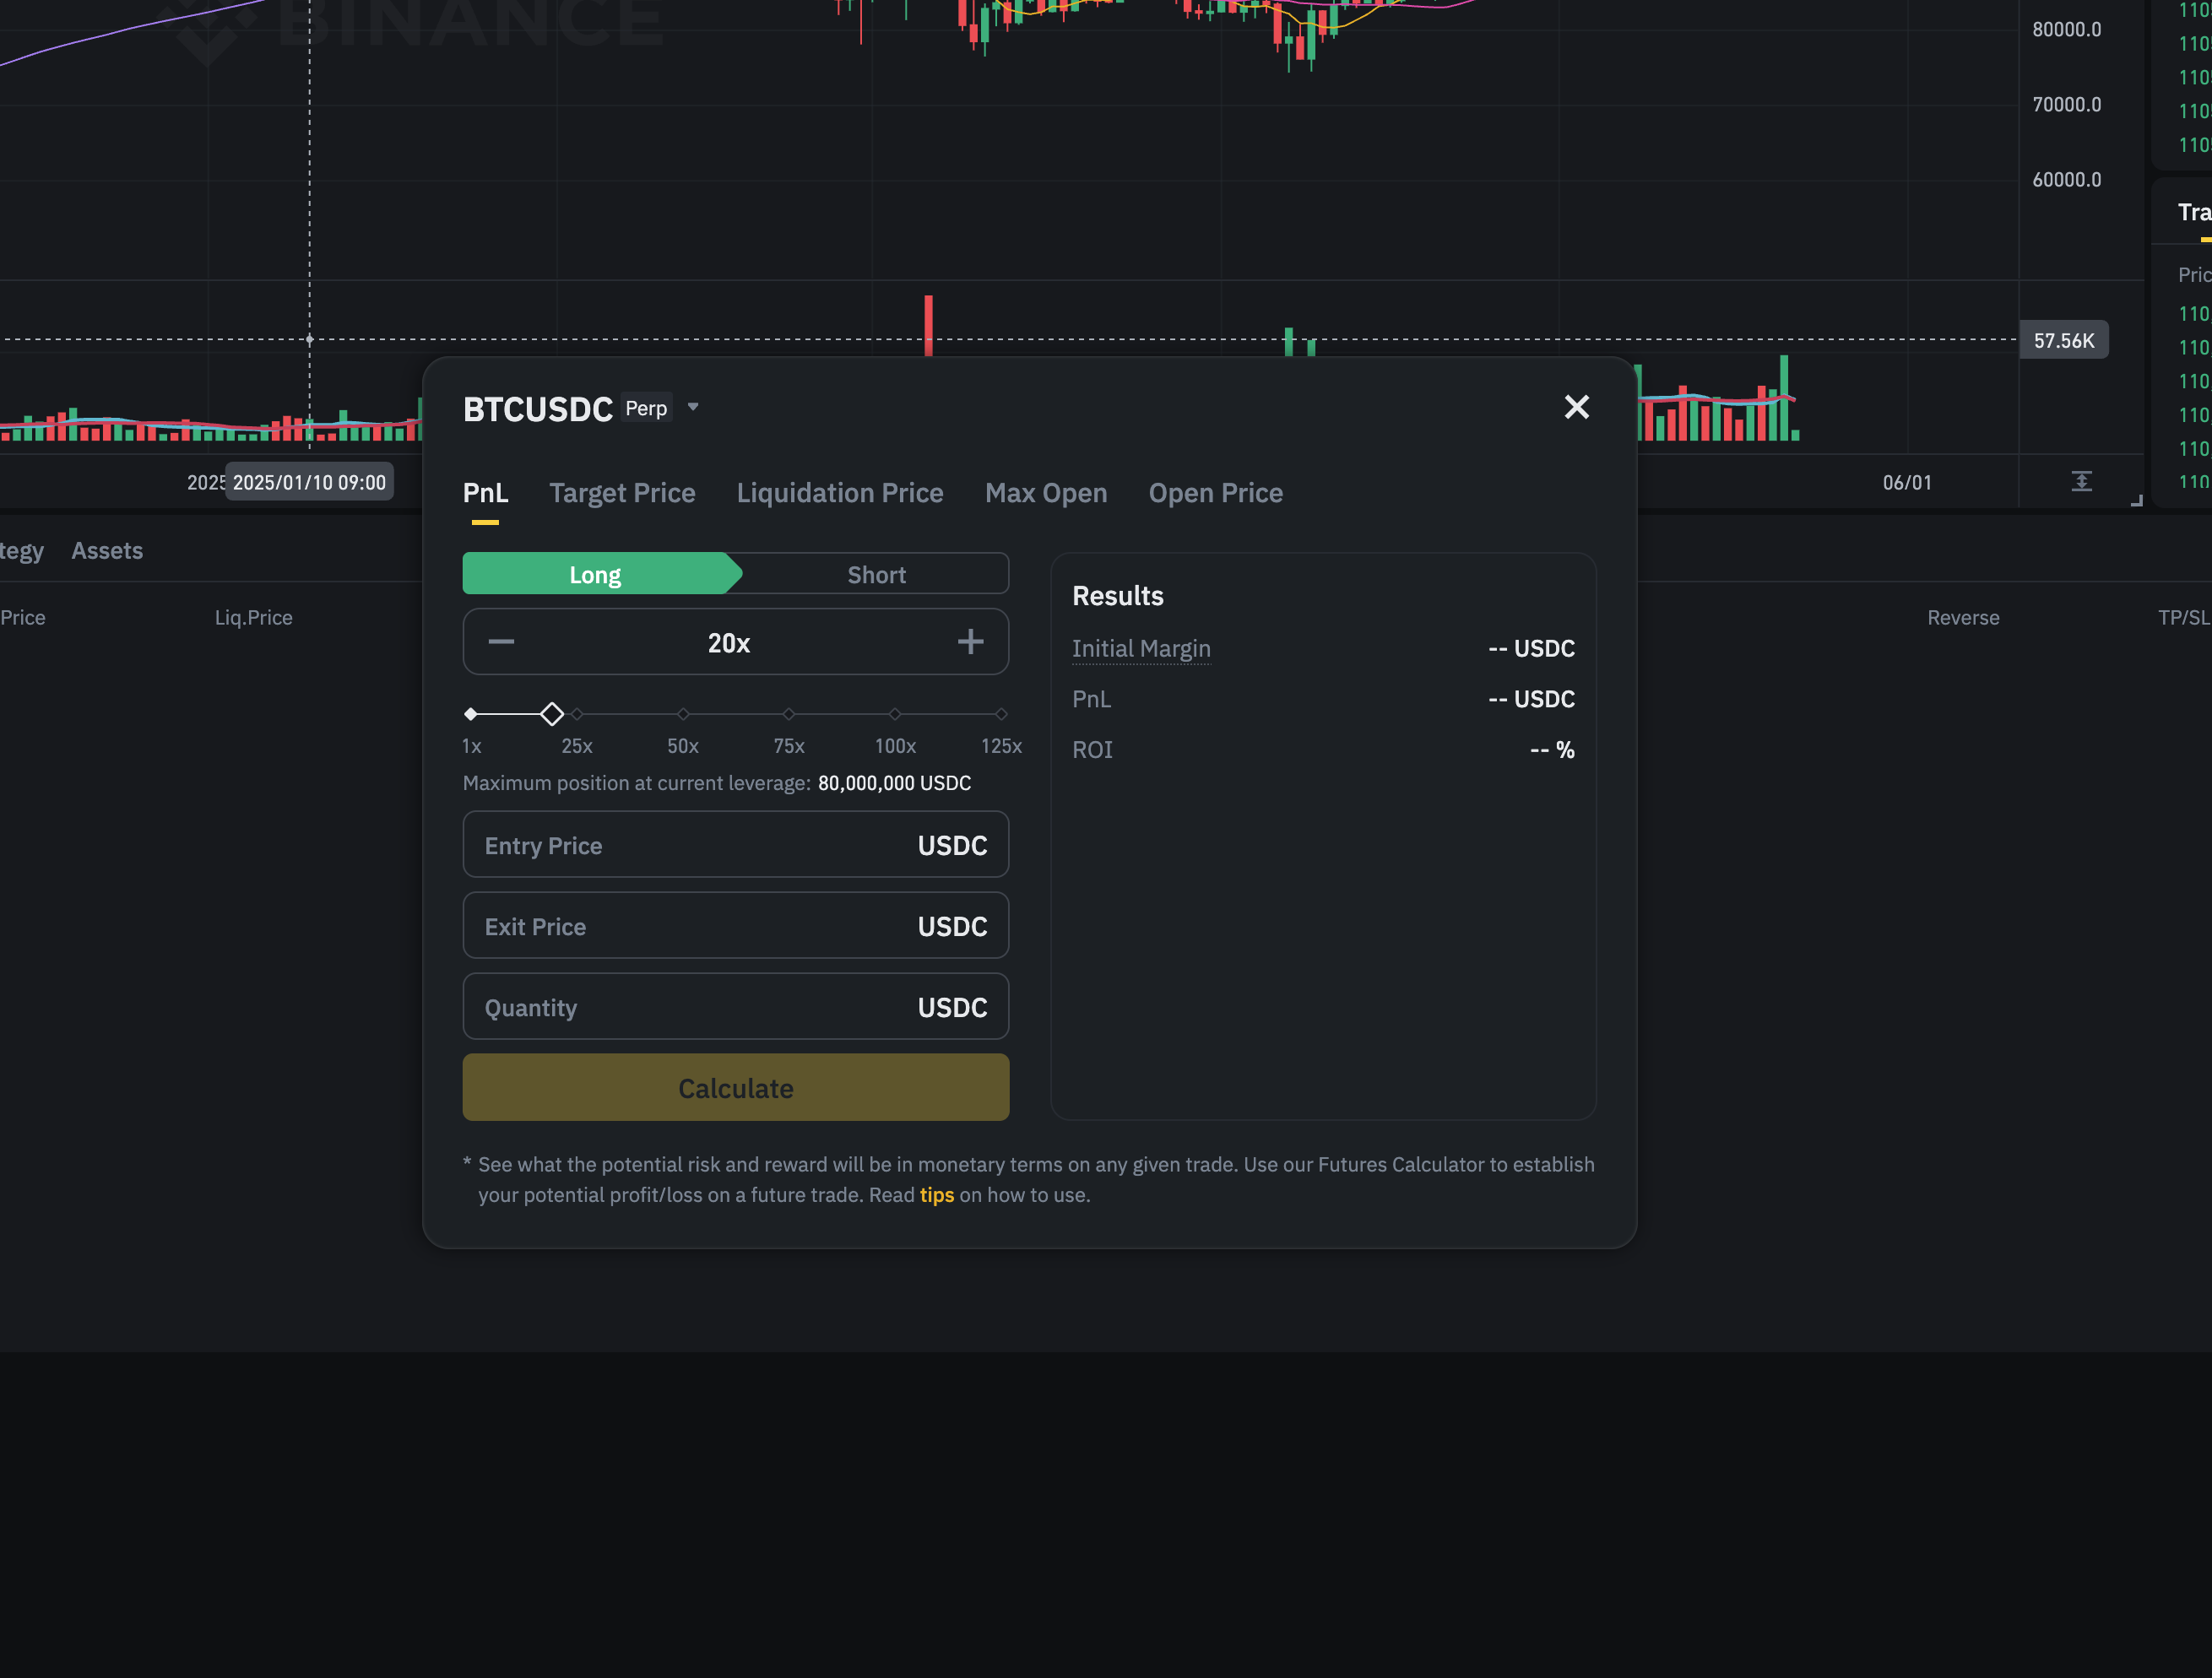 BINANCE
80000.0
70000.0
60000.0
57.56K
110
110
110
110
110
Tra
Pric
110
110
110
110
110
110
2025
2025/01/10 09:00
06/01
tegy Assets
Price Liq.Price Reverse TP/SL
BTCUSDC Perp
PnL Target Price Liquidation Price Max Open Open Price
Long Short
20x
1x 25x 50x 75x 100x 125x
Maximum position at current leverage: 80,000,000 USDC
Entry Price USDC
Exit Price USDC
Quantity USDC
Calculate
Results
Initial Margin -- USDC
PnL -- USDC
ROI -- %
* See what the potential risk and reward will be in monetary terms on any given trade. Use our Futures Calculator to establish
your potential profit/loss on a future trade. Read tips on how to use.